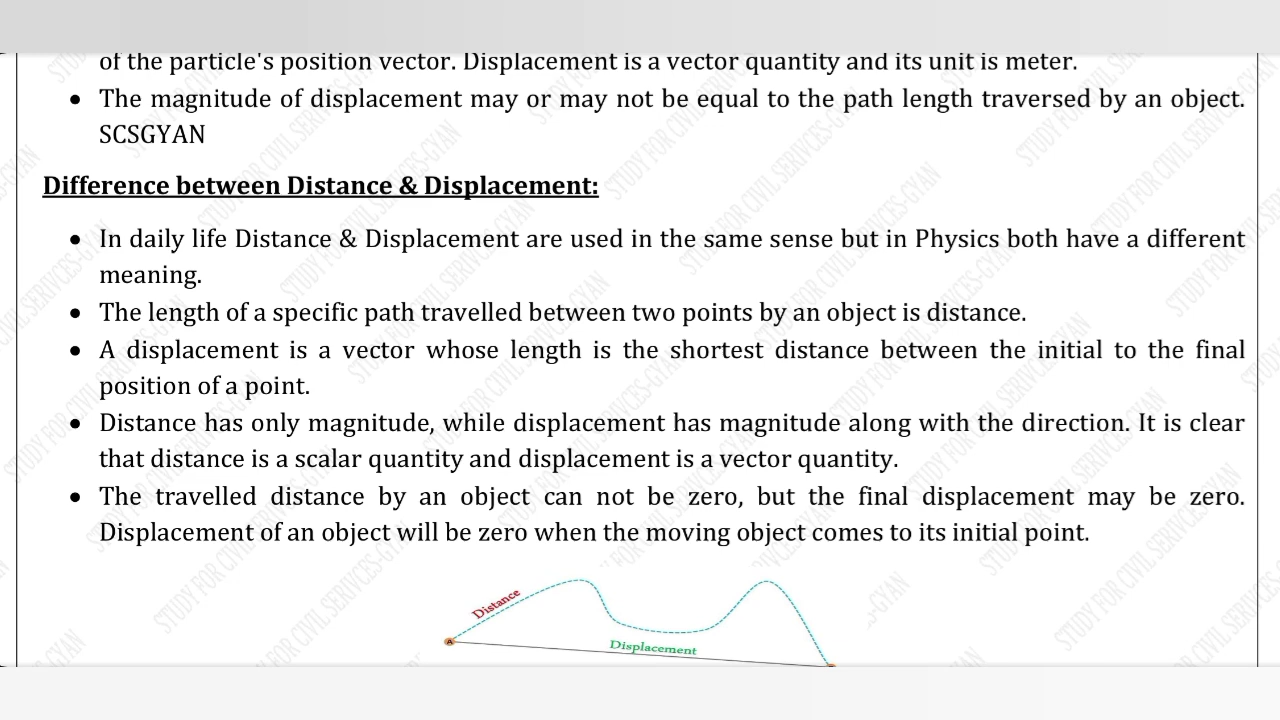 of the particle's position vector. Displacement is a vector quantity and its unit is meter.
• The magnitude of displacement may or may not be equal to the path length traversed by an object.
SCSGYAN
Difference between Distance & Displacement:
• In daily life Distance & Displacement are used in the same sense but in Physics both have a different
meaning.
• The length of a specific path travelled between two points by an object is distance.
• A displacement is a vector whose length is the shortest distance between the initial to the final
position of a point.
• Distance has only magnitude, while displacement has magnitude along with the direction. It is clear
that distance is a scalar quantity and displacement is a vector quantity.
• The travelled distance by an object can not be zero, but the final displacement may be zero.
Displacement of an object will be zero when the moving object comes to its initial point.
Distance
A
Displacement
STUDY FOR CIVIL SERIVCES-GYAN